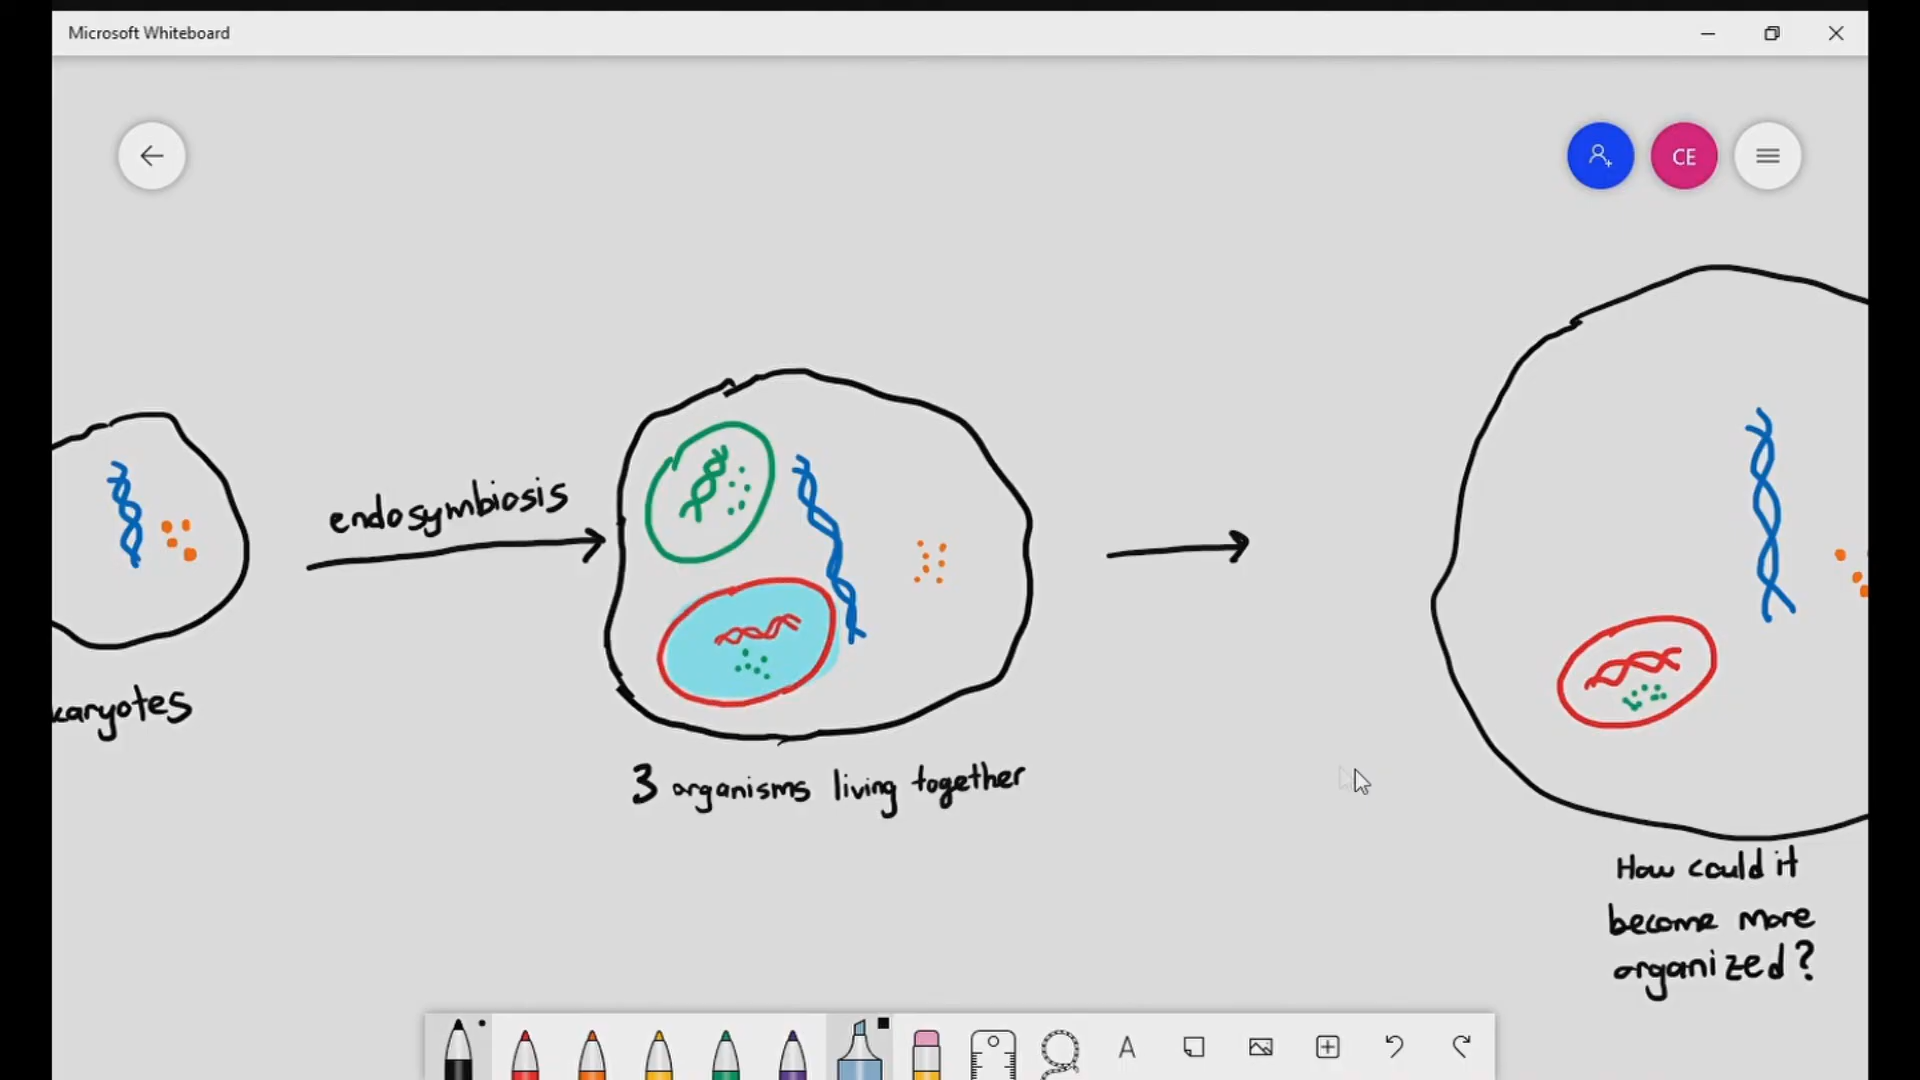 Microsoft Whiteboard
CE
endosymbiosis
karyotes
3 organisms living together
How could it
become more
organized?
A